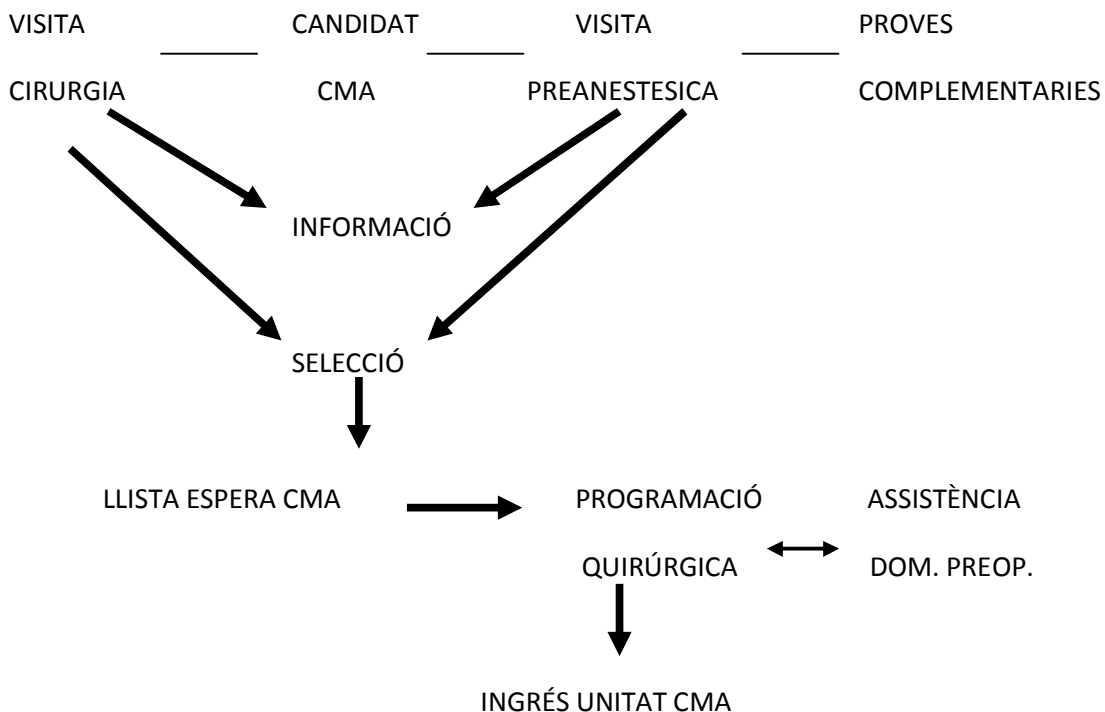 VISITA CANDIDAT VISITA PROVES
CIRURGIA CMA PREANESTESICA COMPLEMENTARIES
INFORMACIÓ
SELECCIÓ
LLISTA ESPERA CMA PROGRAMACIÓ ASSISTÈNCIA
QUIRÚRGICA DOM. PREOP.
INGRÉS UNITAT CMA